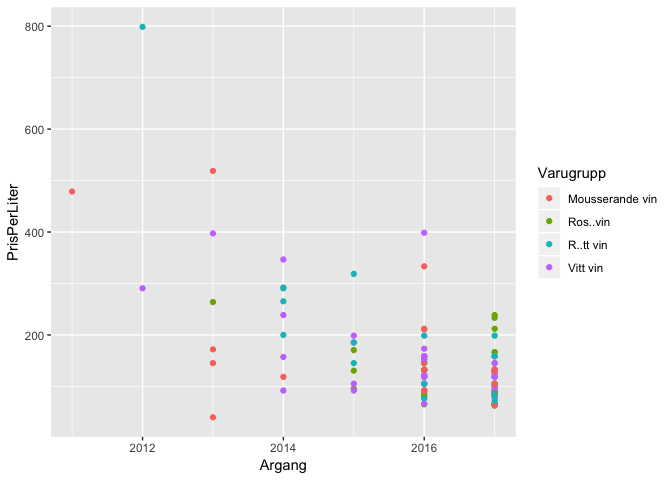 800
600
400
200
PrisPerLiter
2012
2014
2016
Argang
Varugrupp
Mousserande vin
Ros..vin
R..tt vin
Vitt vin